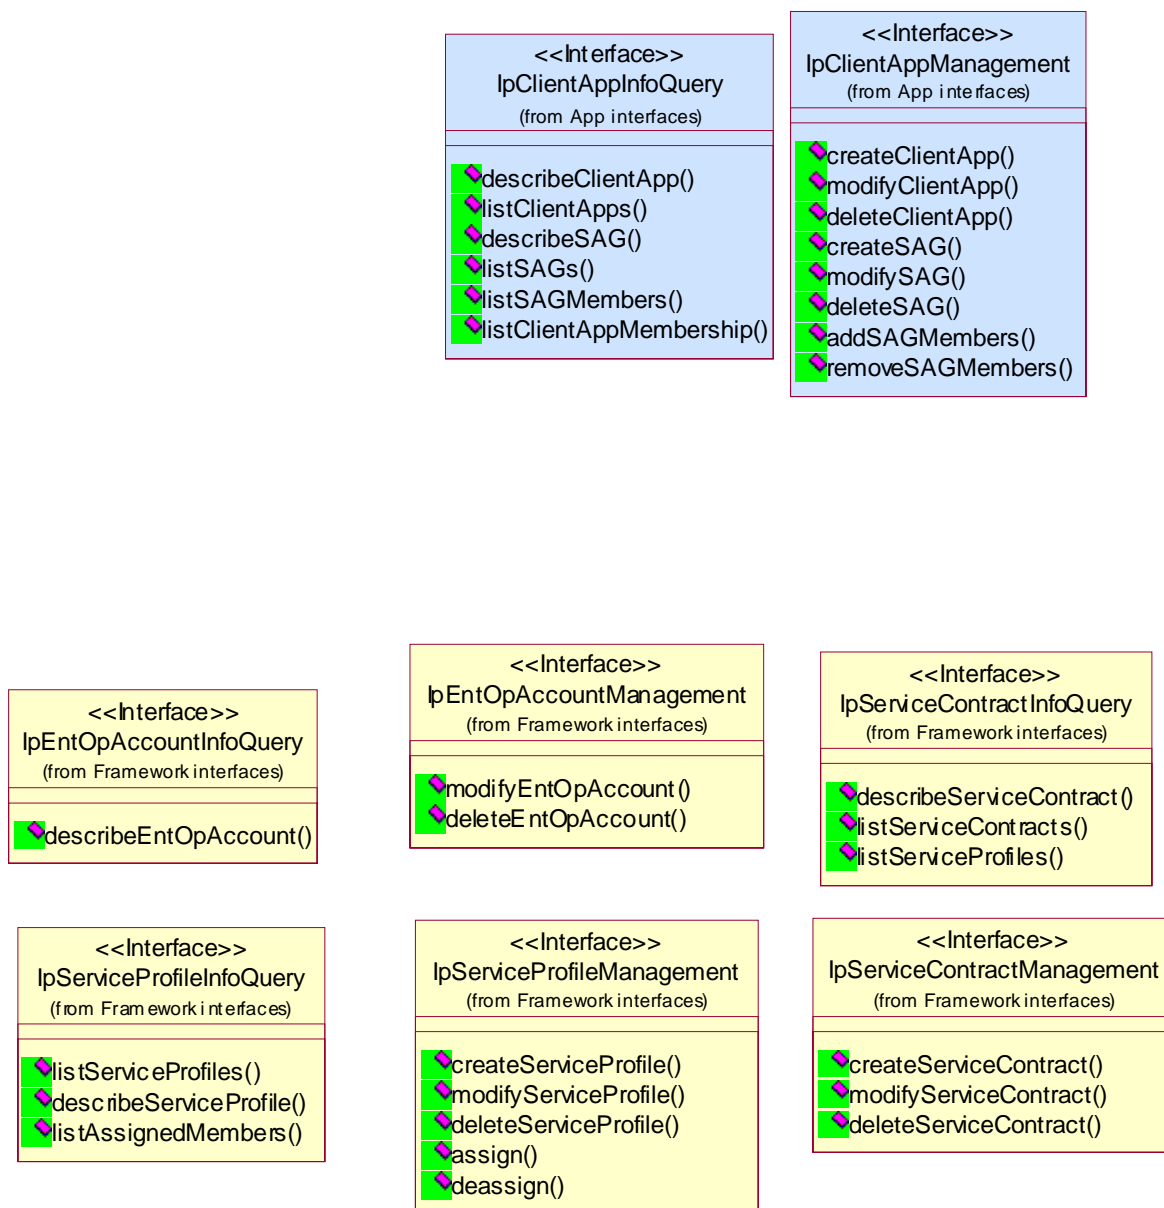 <<Interface>>
IpClientAppInfoQuery
(from App interfaces)
describeClientApp()
listClientApps()
describeSAG()
listSAGs()
listSAGMembers()
listClientAppMembership()
<<Interface>>
IpClientAppManagement
(from App interfaces)
createClientApp()
modifyClientApp()
deleteClientApp()
createSAG()
modifySAG()
deleteSAG()
addSAGMembers()
removeSAGMembers()
<<Interface>>
IpEntOpAccountInfoQuery
(from Framework interfaces)
describeEntOpAccount()
<<Interface>>
IpEntOpAccountManagement
(from Framework interfaces)
modifyEntOpAccount()
deleteEntOpAccount()
<<Interface>>
IpServiceContractInfoQuery
(from Framework interfaces)
describeServiceContract()
listServiceContracts()
listServiceProfiles()
<<Interface>>
IpServiceProfileInfoQuery
(from Framework interfaces)
listServiceProfiles()
describeServiceProfile()
listAssignedMembers()
<<Interface>>
IpServiceProfileManagement
(from Framework interfaces)
createServiceProfile()
modifyServiceProfile()
deleteServiceProfile()
assign()
deassign()
<<Interface>>
IpServiceContractManagement
(from Framework interfaces)
createServiceContract()
modifyServiceContract()
deleteServiceContract()